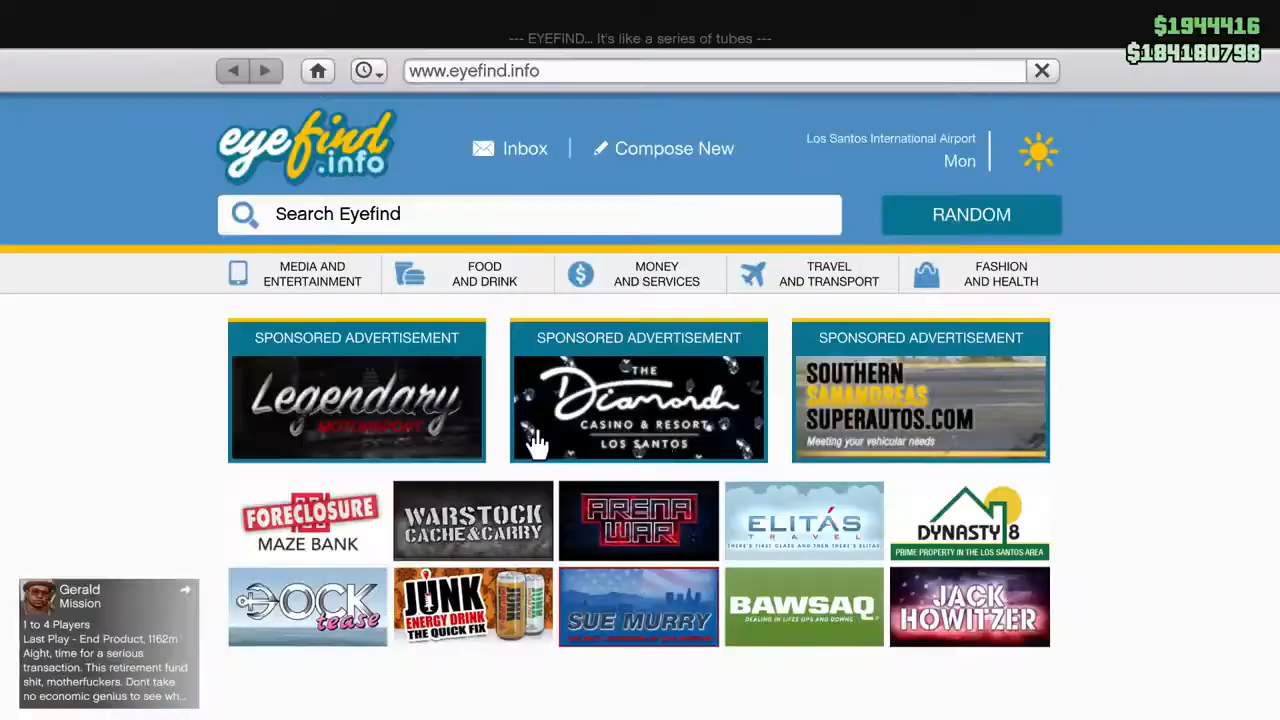 --- EYEFIND... It's like a series of tubes ---
$1944416
$184180798
www.eyefind.info
eyefind
.info
Inbox
Compose New
Los Santos International Airport
Mon
Search Eyefind
RANDOM
MEDIA AND
ENTERTAINMENT
FOOD
AND DRINK
MONEY
AND SERVICES
TRAVEL
AND TRANSPORT
FASHION
AND HEALTH
SPONSORED ADVERTISEMENT
Legendary
MOTORSPORT
SPONSORED ADVERTISEMENT
THE
Diamond
CASINO & RESORT
LOS SANTOS
SPONSORED ADVERTISEMENT
SOUTHERN
SANANDREAS
SUPERAUTOS.COM
Meeting your vehicular needs
FORECLOSURE
MAZE BANK
WARSTOCK
CACHE&CARRY
ARENA
WAR
ELITÁS
TRAVEL
THERE'S FIRST CLASS AND THEN THERE'S ELITAS
DYNASTY 8
PRIME PROPERTY IN THE LOS SANTOS AREA
DOCK
tease
JUNK
ENERGY DRINK
THE QUICK FIX
SUE MURRY
BAWSAQ
DEALING IN LIFES UPS AND DOWNS
JACK
HOWITZER
Gerald
Mission
1 to 4 Players
Last Play - End Product, 1162m
Aight, time for a serious
transaction. This retirement fund
shit, motherfuckers. Dont take
no economic genius to see wh...